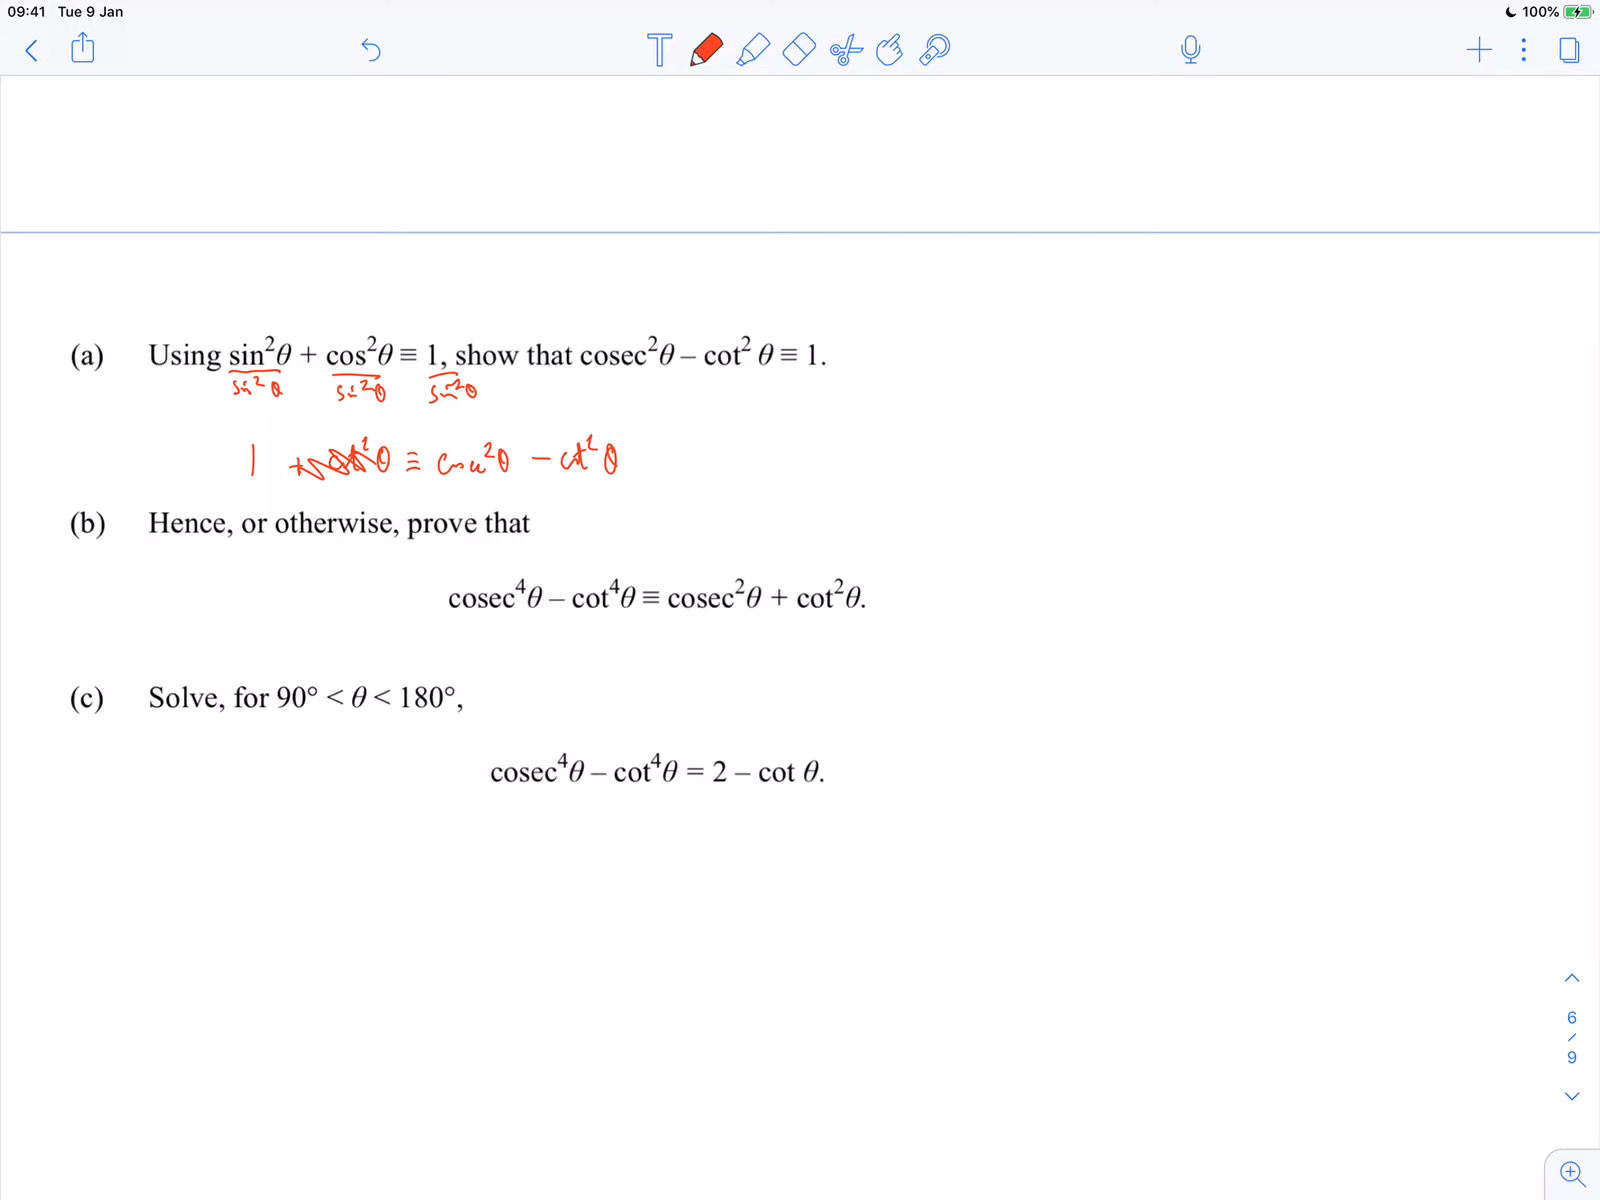 09:41 Tue 9 Jan 100%
T
(a) Using sin²θ + cos²θ ≡ 1, show that cosec²θ – cot² θ ≡ 1.
sin²θ sin²θ sin²θ
1 ≡ cosec²θ – cot²θ
(b) Hence, or otherwise, prove that
cosec⁴θ – cot⁴θ ≡ cosec²θ + cot²θ.
(c) Solve, for 90° < θ < 180°,
cosec⁴θ – cot⁴θ = 2 – cot θ.
6
/
9